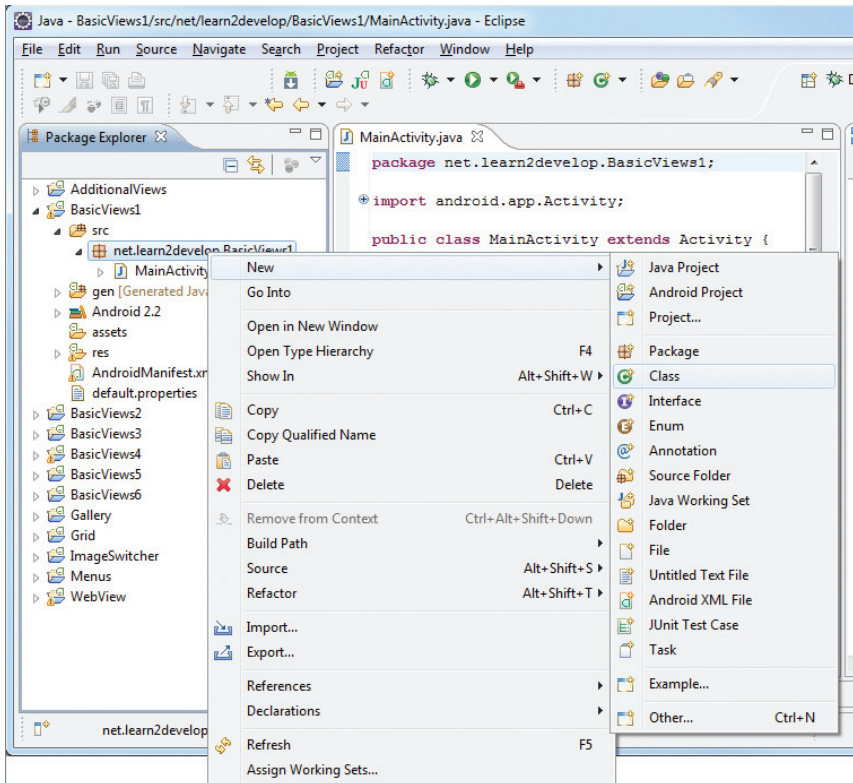 Java - BasicViews1/src/net/learn2develop/BasicViews1/MainActivity.java - Eclipse
File Edit Run Source Navigate Search Project Refactor Window Help
Package Explorer
MainActivity.java
package net.learn2develop.BasicViews1;
import android.app.Activity;
public class MainActivity extends Activity {
AdditionalViews
BasicViews1
src
net.learn2develop.BasicViews1
MainActivity
gen [Generated Java
Android 2.2
assets
res
AndroidManifest.xm
default.properties
BasicViews2
BasicViews3
BasicViews4
BasicViews5
BasicViews6
Gallery
Grid
ImageSwitcher
Menus
WebView
net.learn2develop
New
Go Into
Open in New Window
Open Type Hierarchy F4
Show In Alt+Shift+W
Copy Ctrl+C
Copy Qualified Name
Paste Ctrl+V
Delete Delete
Remove from Context Ctrl+Alt+Shift+Down
Build Path
Source Alt+Shift+S
Refactor Alt+Shift+T
Import...
Export...
References
Declarations
Refresh F5
Assign Working Sets...
Java Project
Android Project
Project...
Package
Class
Interface
Enum
Annotation
Source Folder
Java Working Set
Folder
File
Untitled Text File
Android XML File
JUnit Test Case
Task
Example...
Other... Ctrl+N